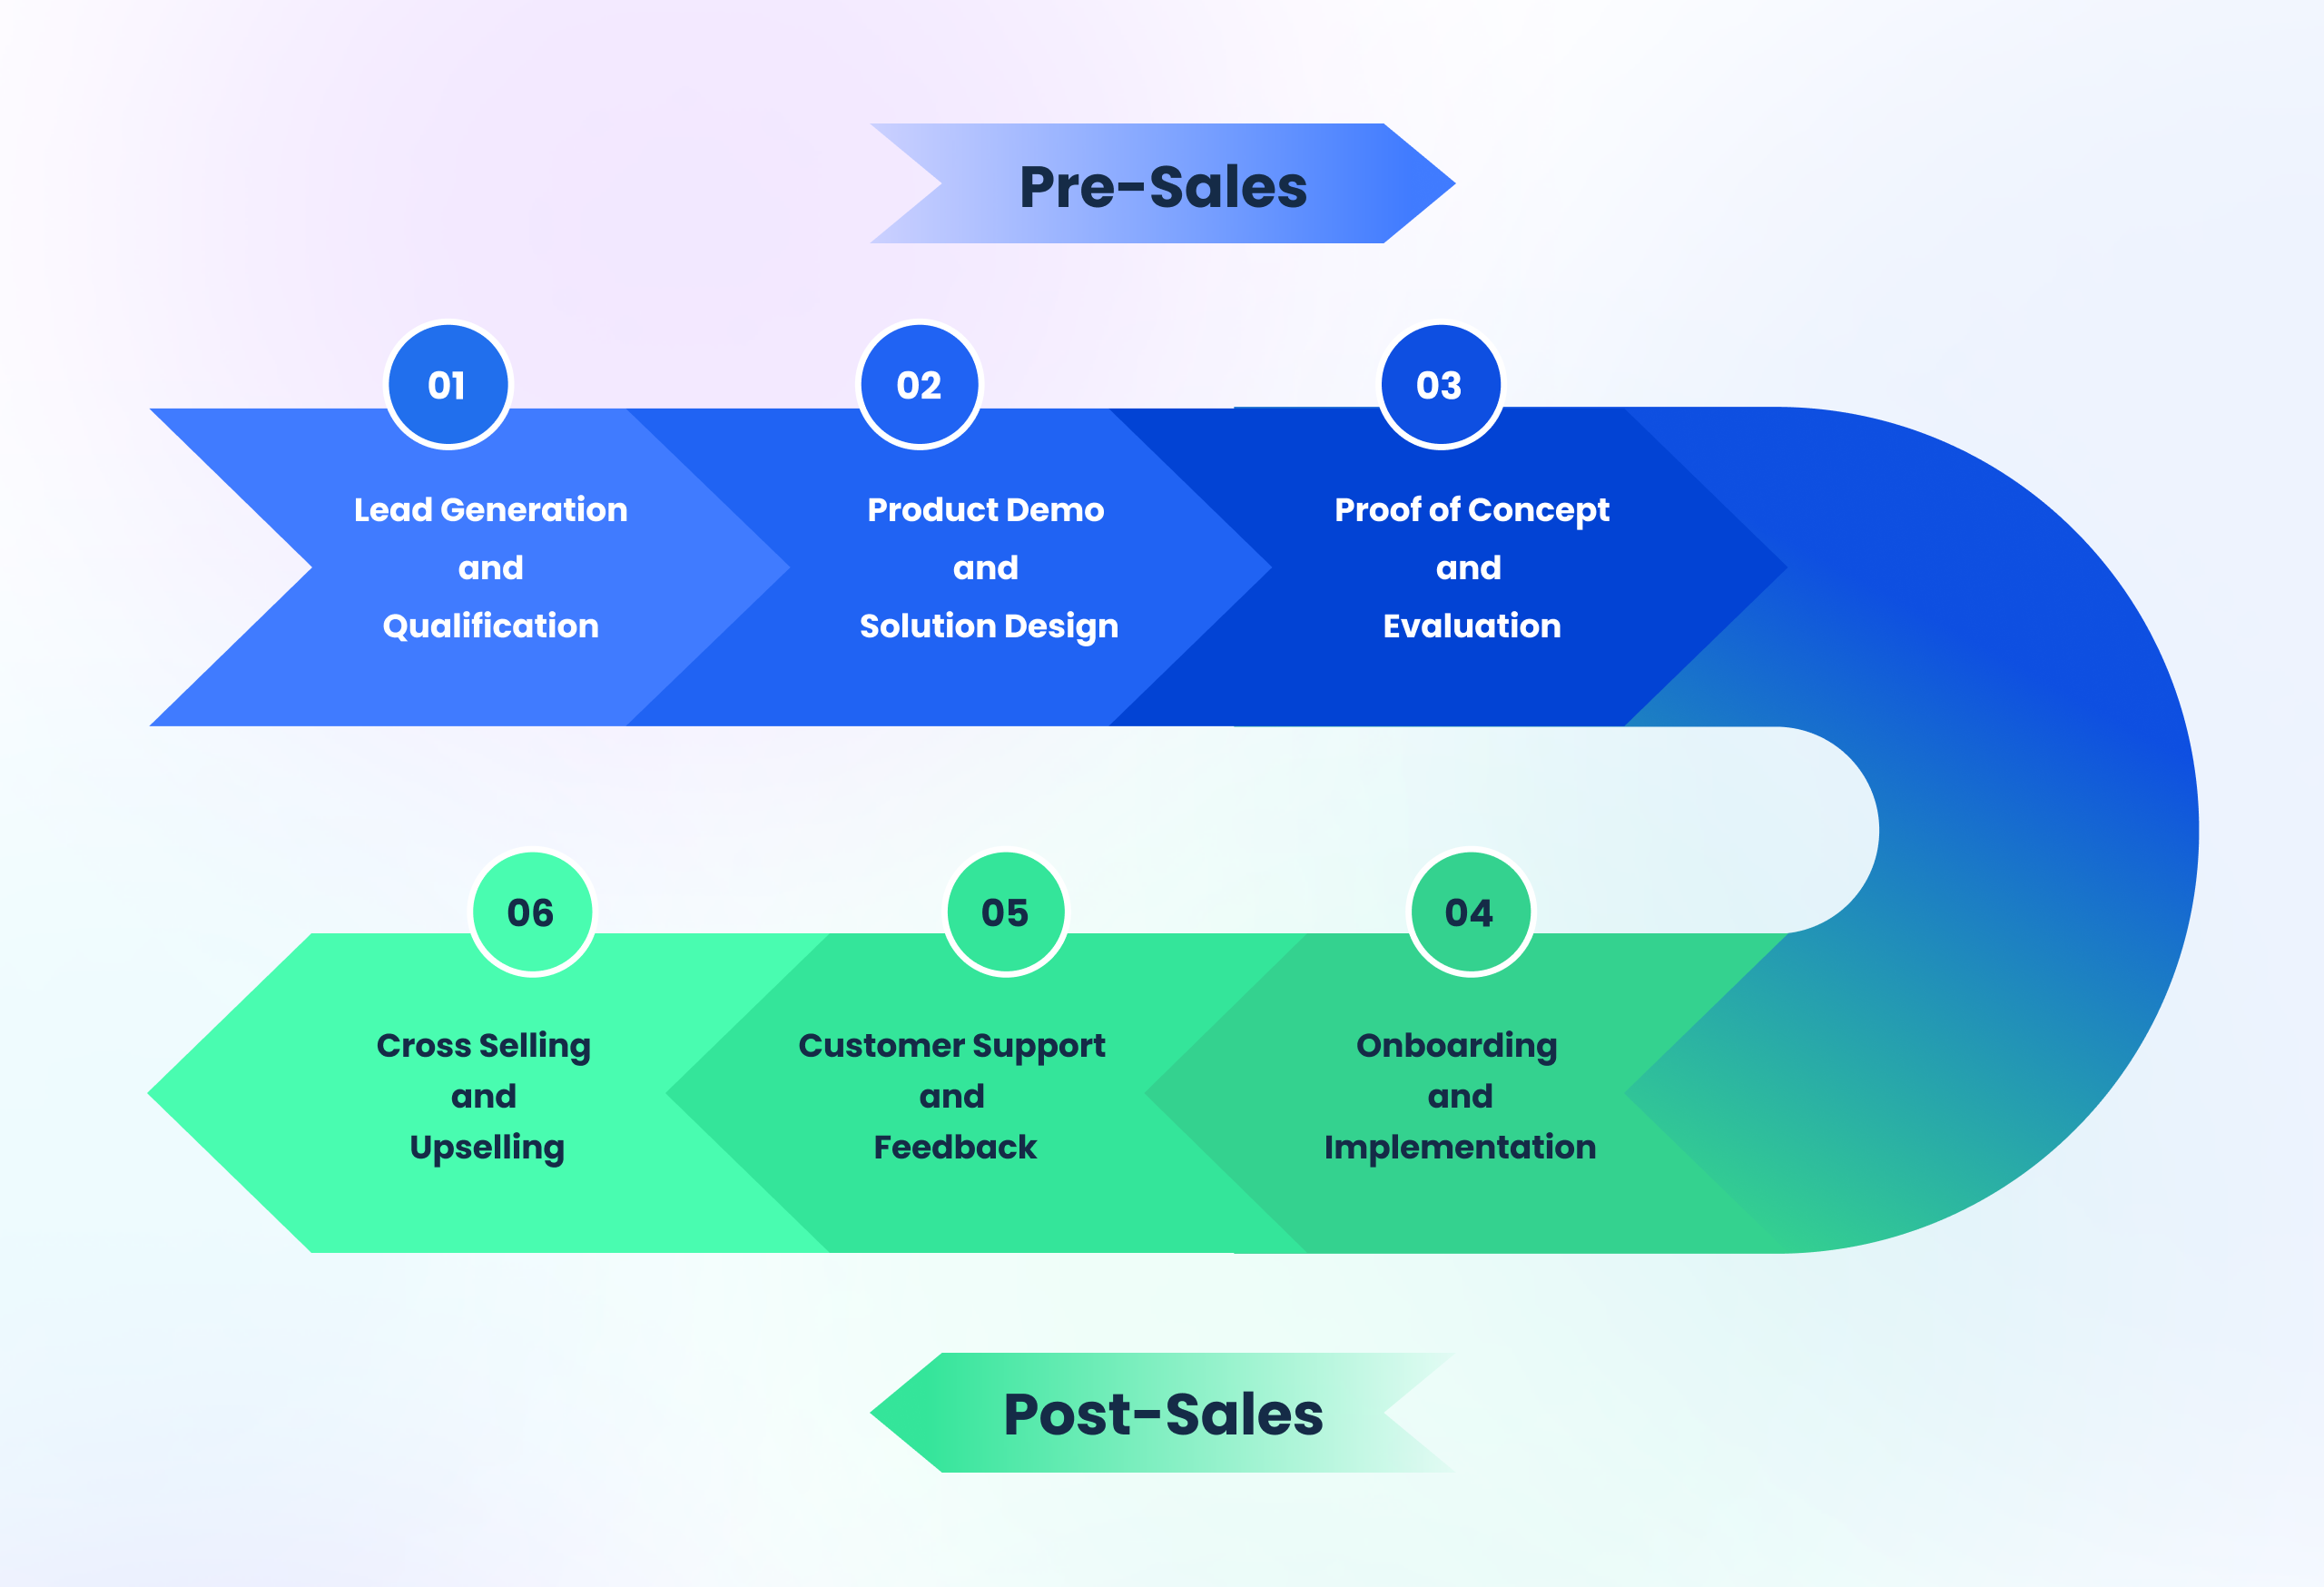 Pre-Sales
01
Lead Generation
and
Qualification
02
Product Demo
and
Solution Design
03
Proof of Concept
and
Evaluation
04
Onboarding
and
Implementation
05
Customer Support
and
Feedback
06
Cross Selling
and
Upselling
Post-Sales